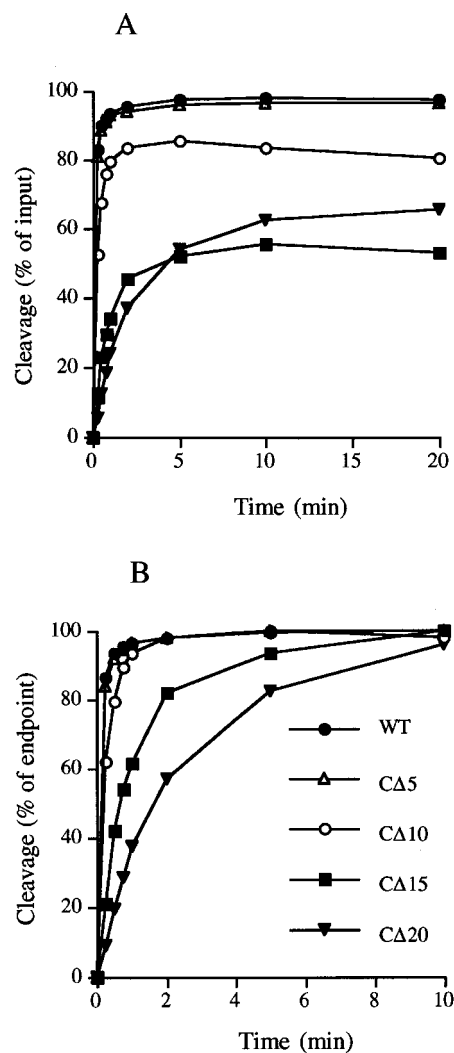 A
Cleavage (% of input)
100
80
60
40
20
0
0 5 10 15 20
Time (min)
B
Cleavage (% of endpoint)
100
80
60
40
20
0
WT
CΔ5
CΔ10
CΔ15
CΔ20
0 2 4 6 8 10
Time (min)